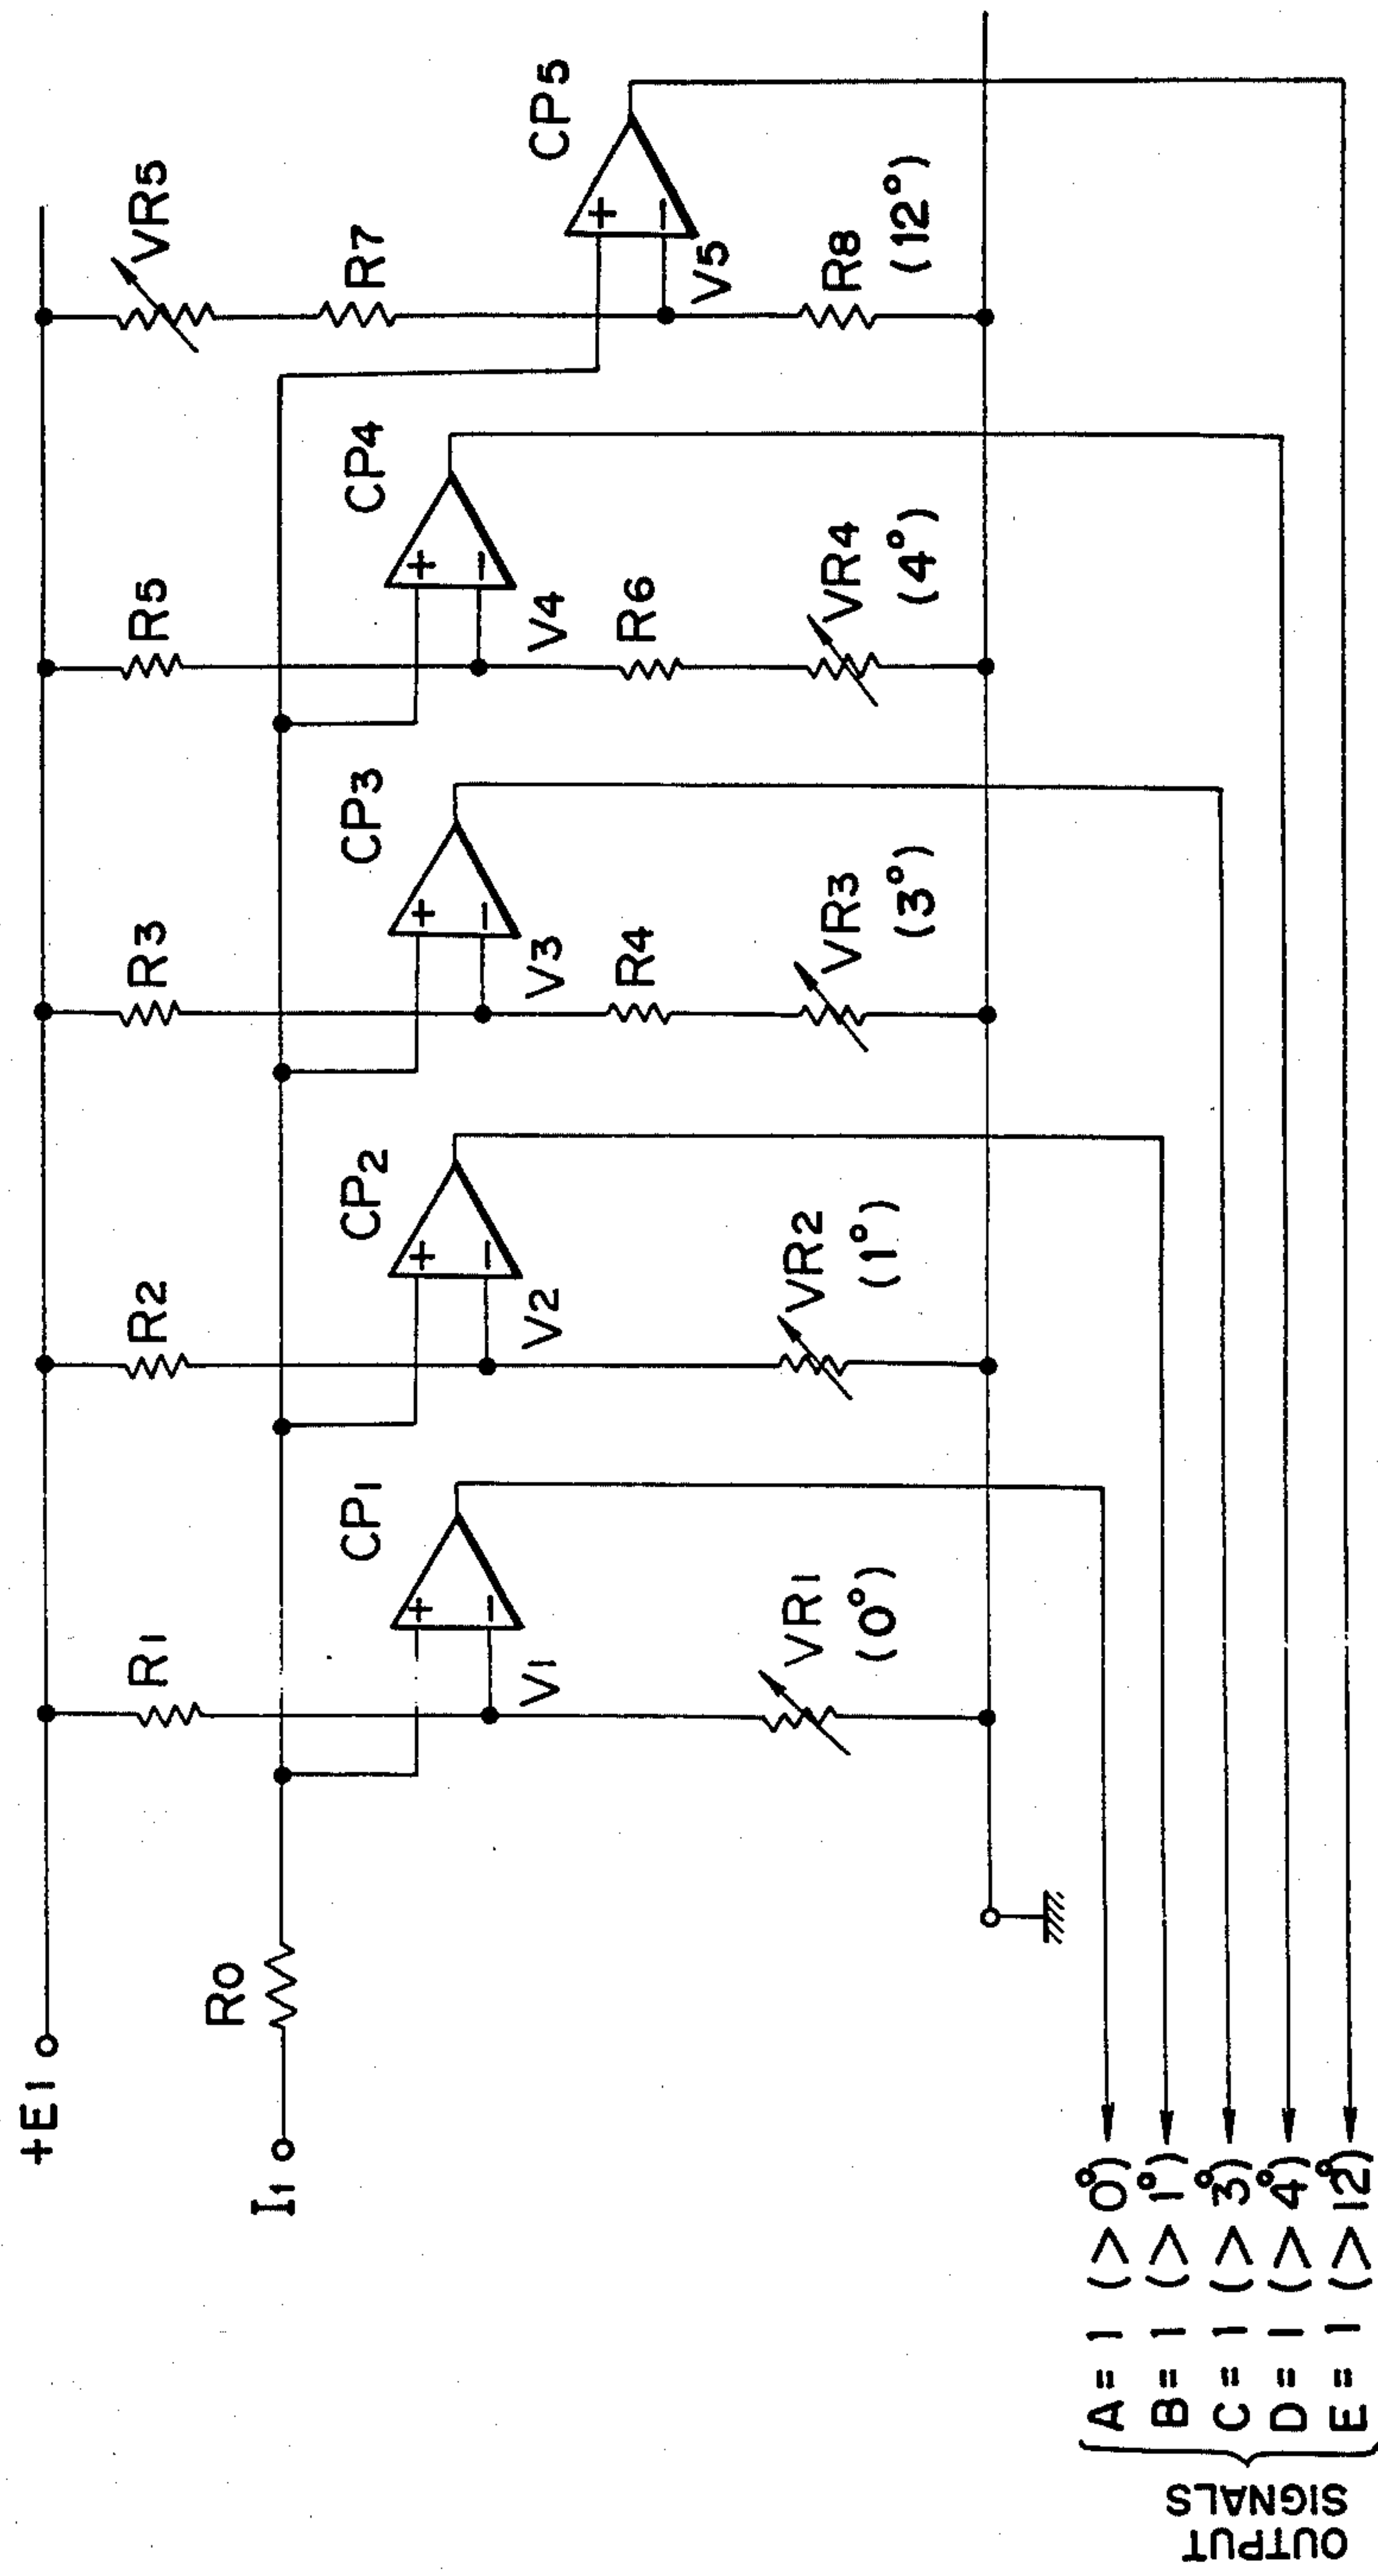 +E1
I1
R0
R1
CP1
V1
VR1
(0°)
R2
CP2
V2
VR2
(1°)
R3
CP3
V3
R4
VR3
(3°)
R5
CP4
V4
R6
VR4
(4°)
VR5
R7
CP5
V5
R8
(12°)
+
−
+
−
+
−
+
−
+
−
OUTPUT
SIGNALS
A = 1 (> 0°)
B = 1 (> 1°)
C = 1 (> 3°)
D = 1 (> 4°)
E = 1 (> 12°)